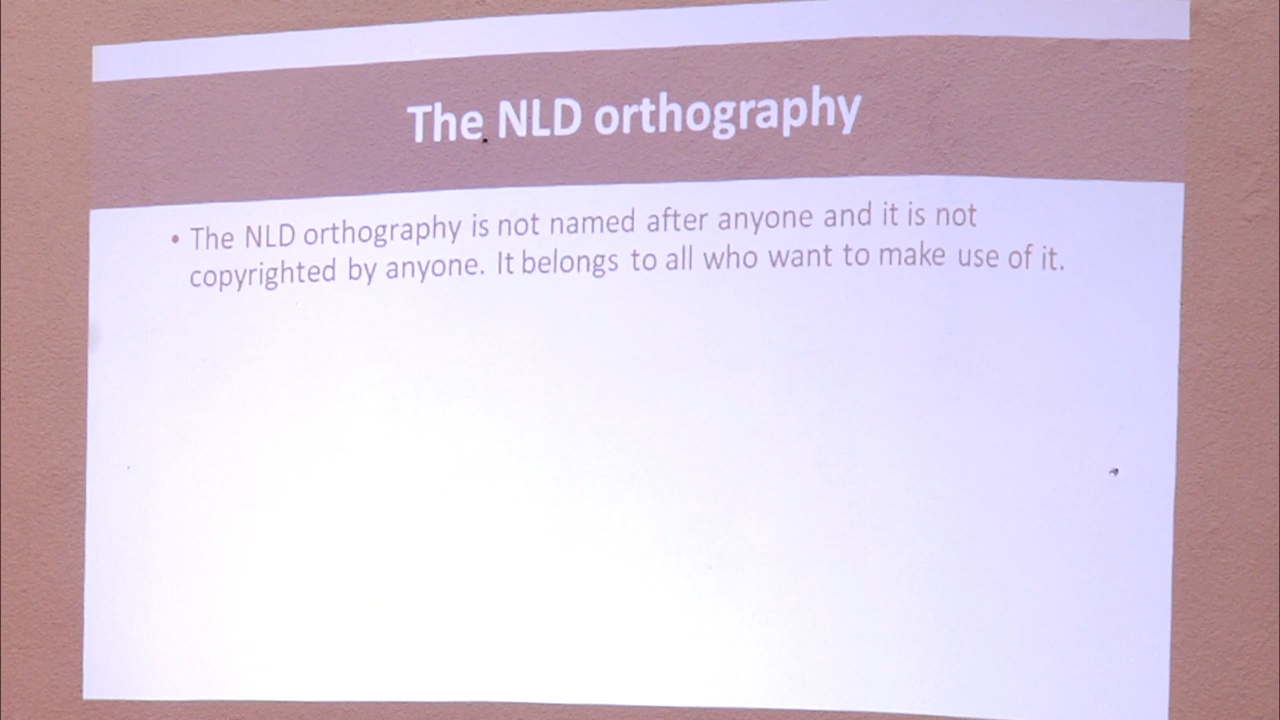 The NLD orthography
• The NLD orthography is not named after anyone and it is not
copyrighted by anyone. It belongs to all who want to make use of it.